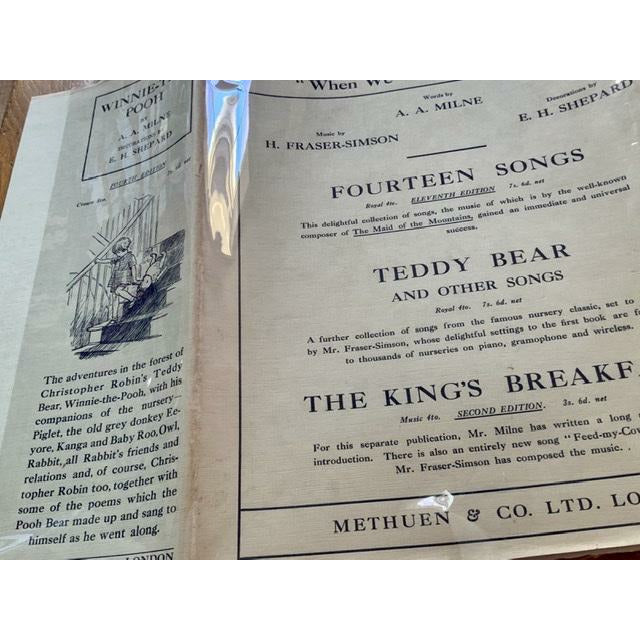 WINNIE-T
POOH
BY
A. A. MILNE
DECORATIONS BY
E. H. SHEPARD
FOURTH EDITION
Crown 8vo. 7s. 6d. net
The adventures in the forest of
Christopher Robin's Teddy
Bear, Winnie-the-Pooh, with his
companions of the nursery—
Piglet, the old grey donkey Ee-
yore, Kanga and Baby Roo, Owl,
Rabbit, all Rabbit's friends and
relations and, of course, Chris-
topher Robin too, together with
some of the poems which the
Pooh Bear made up and sang to
himself as he went along.
LONDON
"When We
Words by
A. A. MILNE
Decorations by
E. H. SHEPARD
Music by
H. FRASER-SIMSON
FOURTEEN SONGS
Royal 4to. ELEVENTH EDITION 7s. 6d. net
This delightful collection of songs, the music of which is by the well-known
composer of The Maid of the Mountains, gained an immediate and universal
success.
TEDDY BEAR
AND OTHER SONGS
Royal 4to. 7s. 6d. net
A further collection of songs from the famous nursery classic, set to
by Mr. Fraser-Simson, whose delightful settings to the first book are f
to thousands of nurseries on piano, gramophone and wireless.
THE KING'S BREAKFA
Music 4to. SECOND EDITION. 3s. 6d. net
For this separate publication, Mr. Milne has written a long
introduction. There is also an entirely new song "Feed-my-Cow
Mr. Fraser-Simson has composed the music.
METHUEN & CO. LTD. LO